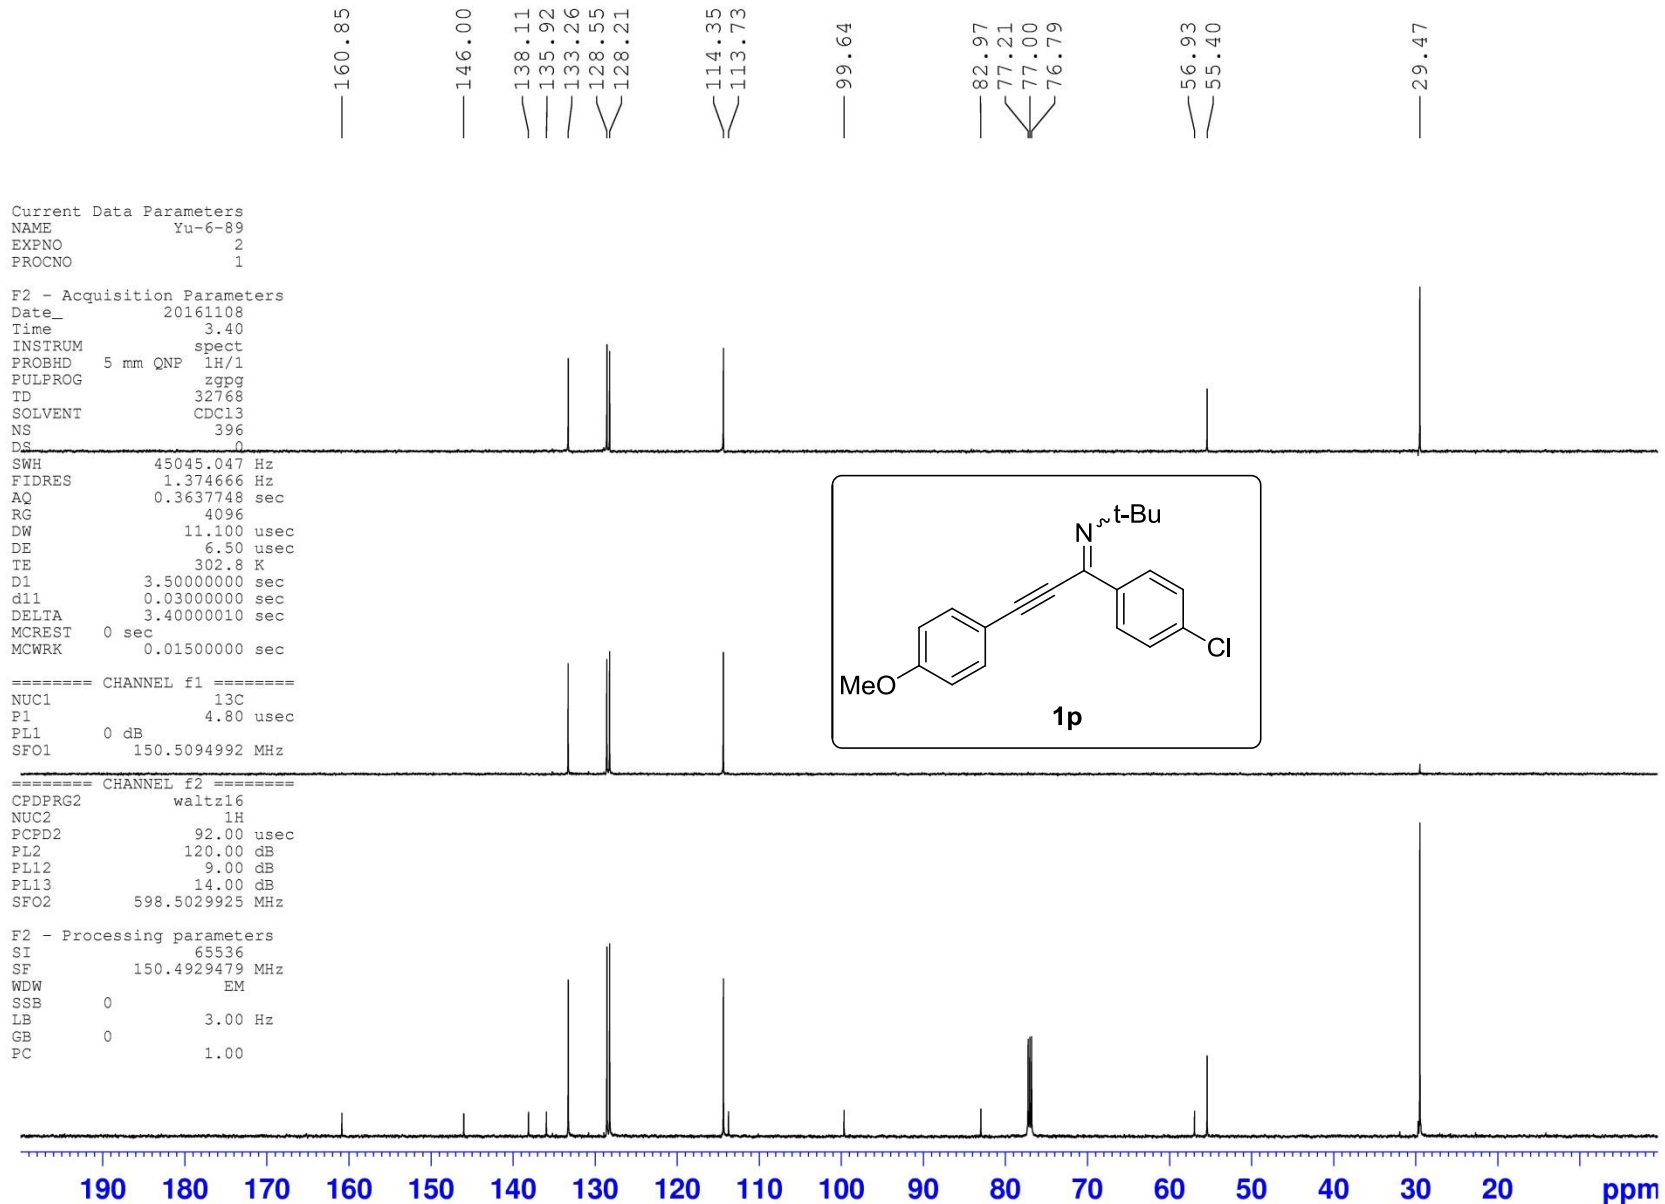 160.85
146.00
138.11
135.92
133.26
128.55
128.21
114.35
113.73
99.64
82.97
77.21
77.00
76.79
56.93
55.40
29.47
Current Data Parameters
NAME Yu-6-89
EXPNO 2
PROCNO 1
F2 - Acquisition Parameters
Date_ 20161108
Time 3.40
INSTRUM spect
PROBHD 5 mm QNP 1H/1
PULPROG zgpg
TD 32768
SOLVENT CDCl3
NS 396
DS 0
SWH 45045.047 Hz
FIDRES 1.374666 Hz
AQ 0.3637748 sec
RG 4096
DW 11.100 usec
DE 6.50 usec
TE 302.8 K
D1 3.50000000 sec
d11 0.03000000 sec
DELTA 3.40000010 sec
MCREST 0 sec
MCWRK 0.01500000 sec
======== CHANNEL f1 ========
NUC1 13C
P1 4.80 usec
PL1 0 dB
SFO1 150.5094992 MHz
======== CHANNEL f2 ========
CPDPRG2 waltz16
NUC2 1H
PCPD2 92.00 usec
PL2 120.00 dB
PL12 9.00 dB
PL13 14.00 dB
SFO2 598.5029925 MHz
F2 - Processing parameters
SI 65536
SF 150.4929479 MHz
WDW EM
SSB 0
LB 3.00 Hz
GB 0
PC 1.00
N t-Bu
Cl
MeO
1p
190 180 170 160 150 140 130 120 110 100 90 80 70 60 50 40 30 20 ppm